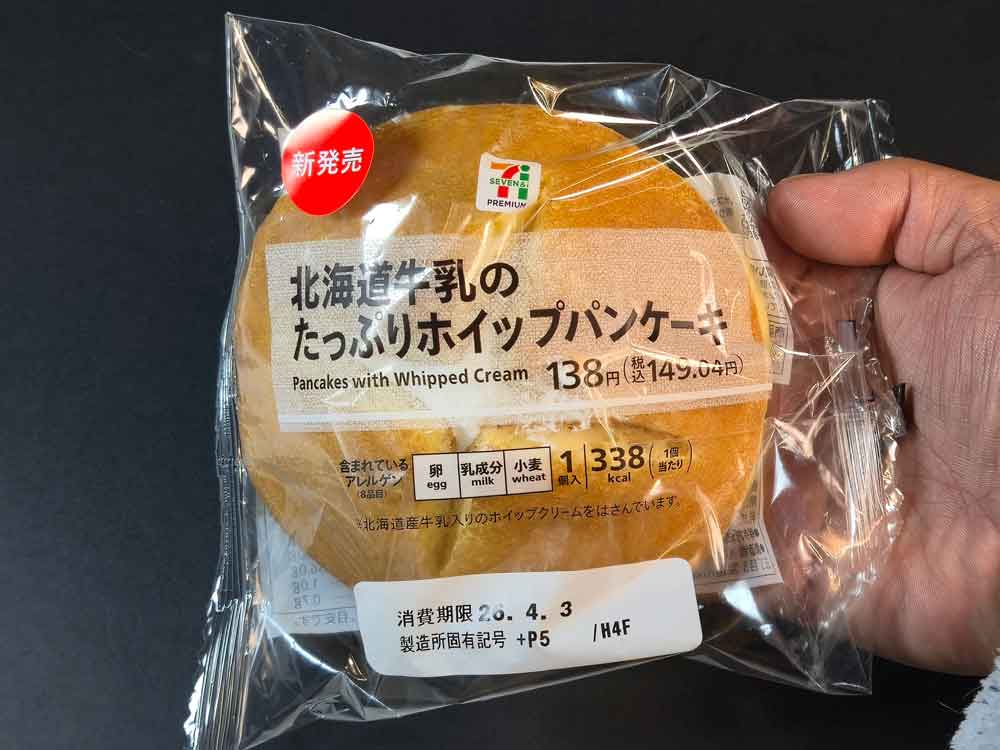 新発売
SEVEN&i
PREMIUM
北海道牛乳の
たっぷりホイップパンケーキ
Pancakes with Whipped Cream 138円(税込149.04円)
含まれている
アレルゲン
(8品目)
卵
egg
乳成分
milk
小麦
wheat
1
個入
338
kcal
(1個
当たり)
※北海道産牛乳入りのホイップクリームをはさんでいます。
消費期限 26. 4. 3
製造所固有記号 +P5 /H4F